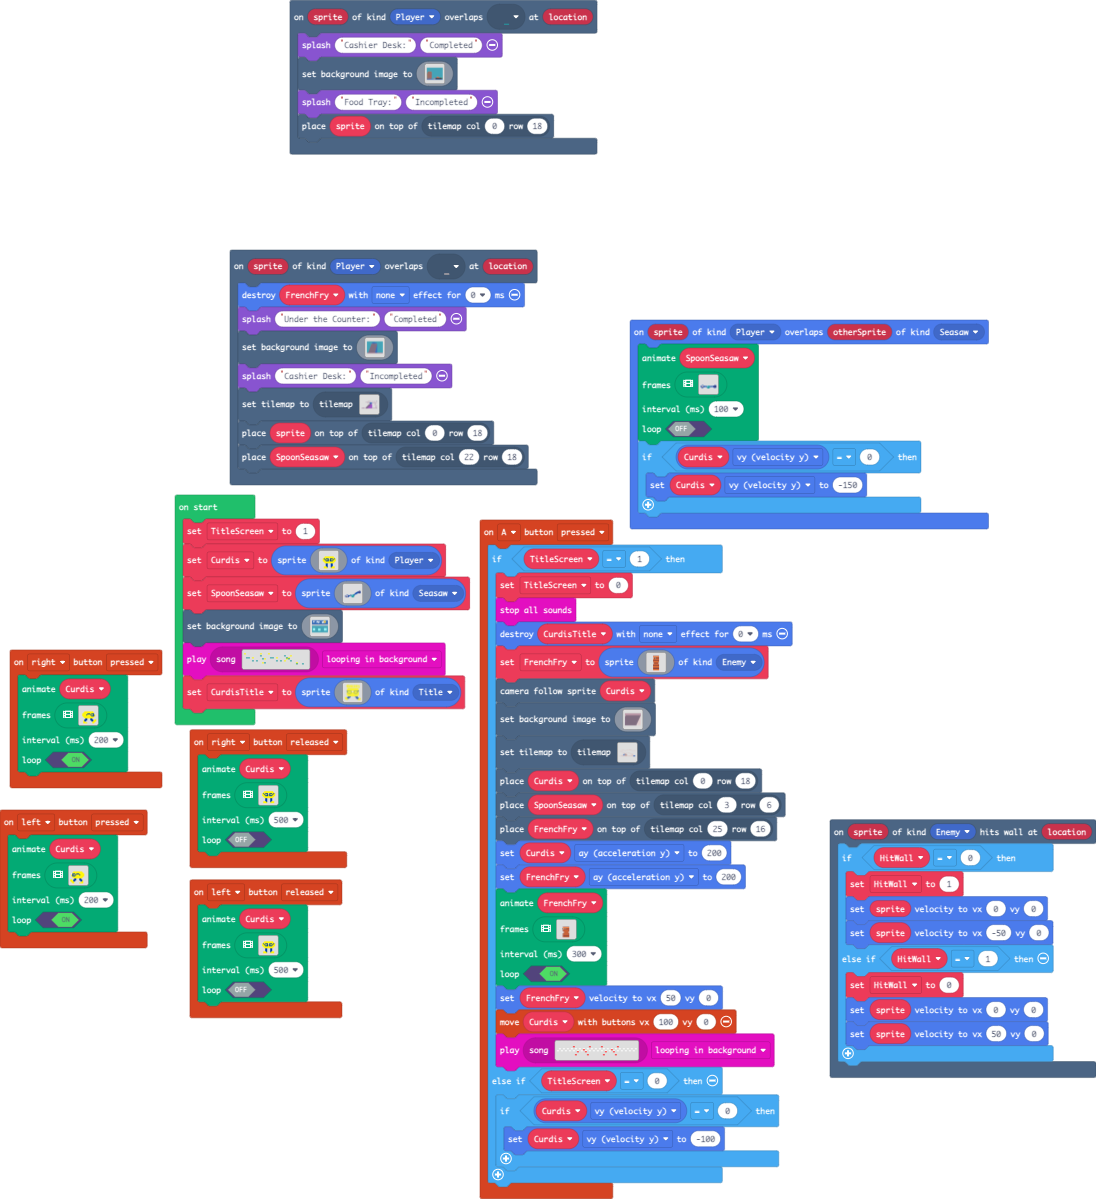 on sprite of kind Player overlaps _ at location
splash "Cashier Desk:" "Completed"
set background image to
splash "Food Tray:" "Incompleted"
place sprite on top of tilemap col 0 row 18
on sprite of kind Player overlaps _ at location
destroy FrenchFry with none effect for 0 ms
splash "Under the Counter:" "Completed"
set background image to
splash "Cashier Desk:" "Incompleted"
set tilemap to tilemap
place sprite on top of tilemap col 0 row 18
place SpoonSeasaw on top of tilemap col 22 row 18
on sprite of kind Player overlaps otherSprite of kind Seasaw
animate SpoonSeasaw
frames
interval (ms) 100
loop OFF
if Curdis vy (velocity y) = 0 then
set Curdis vy (velocity y) to -150
on start
set TitleScreen to 1
set Curdis to sprite of kind Player
set SpoonSeasaw to sprite of kind Seasaw
set background image to
play song looping in background
set CurdisTitle to sprite of kind Title
on right button pressed
animate Curdis
frames
interval (ms) 200
loop ON
on left button pressed
animate Curdis
frames
interval (ms) 200
loop ON
on right button released
animate Curdis
frames
interval (ms) 500
loop OFF
on left button released
animate Curdis
frames
interval (ms) 500
loop OFF
on A button pressed
if TitleScreen = 1 then
set TitleScreen to 0
stop all sounds
destroy CurdisTitle with none effect for 0 ms
set FrenchFry to sprite of kind Enemy
camera follow sprite Curdis
set background image to
set tilemap to tilemap
place Curdis on top of tilemap col 0 row 18
place SpoonSeasaw on top of tilemap col 3 row 6
place FrenchFry on top of tilemap col 25 row 16
set Curdis ay (acceleration y) to 200
set FrenchFry ay (acceleration y) to 200
animate FrenchFry
frames
interval (ms) 300
loop ON
set FrenchFry velocity to vx 50 vy 0
move Curdis with buttons vx 100 vy 0
play song looping in background
else if TitleScreen = 0 then
if Curdis vy (velocity y) = 0 then
set Curdis vy (velocity y) to -100
on sprite of kind Enemy hits wall at location
if HitWall = 0 then
set HitWall to 1
set sprite velocity to vx 0 vy 0
set sprite velocity to vx -50 vy 0
else if HitWall = 1 then
set HitWall to 0
set sprite velocity to vx 0 vy 0
set sprite velocity to vx 50 vy 0